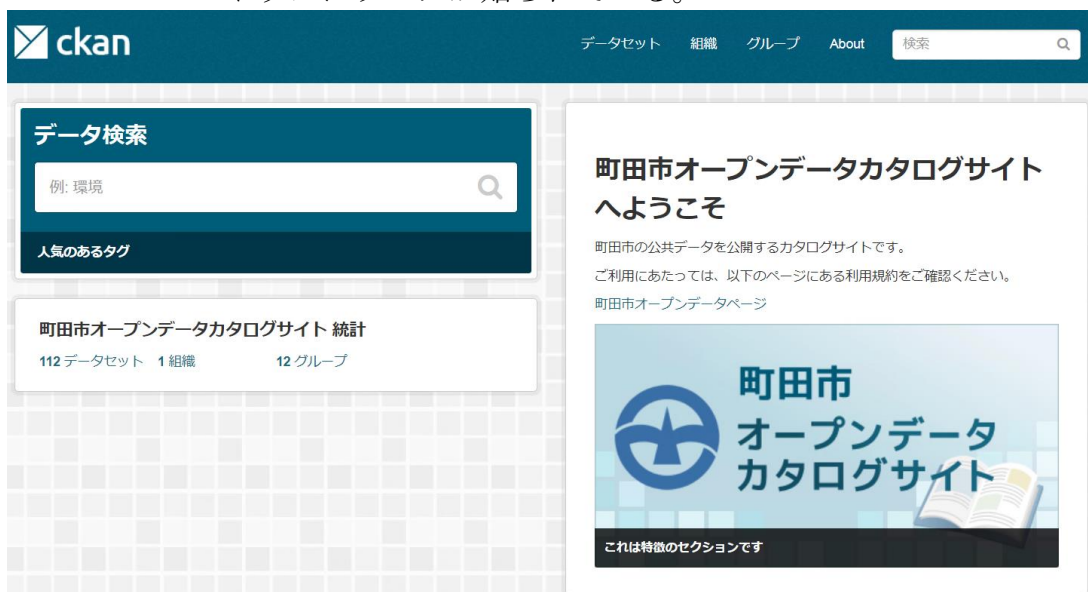 ckan
データセット 組織 グループ About 検索
データ検索
例: 環境
人気のあるタグ
町田市オープンデータカタログサイト 統計
112 データセット 1 組織 12 グループ
町田市オープンデータカタログサイト
へようこそ
町田市の公共データを公開するカタログサイトです。
ご利用にあたっては、以下のページにある利用規約をご確認ください。
町田市オープンデータページ
町田市
オープンデータ
カタログサイト
これは特徴のセクションです